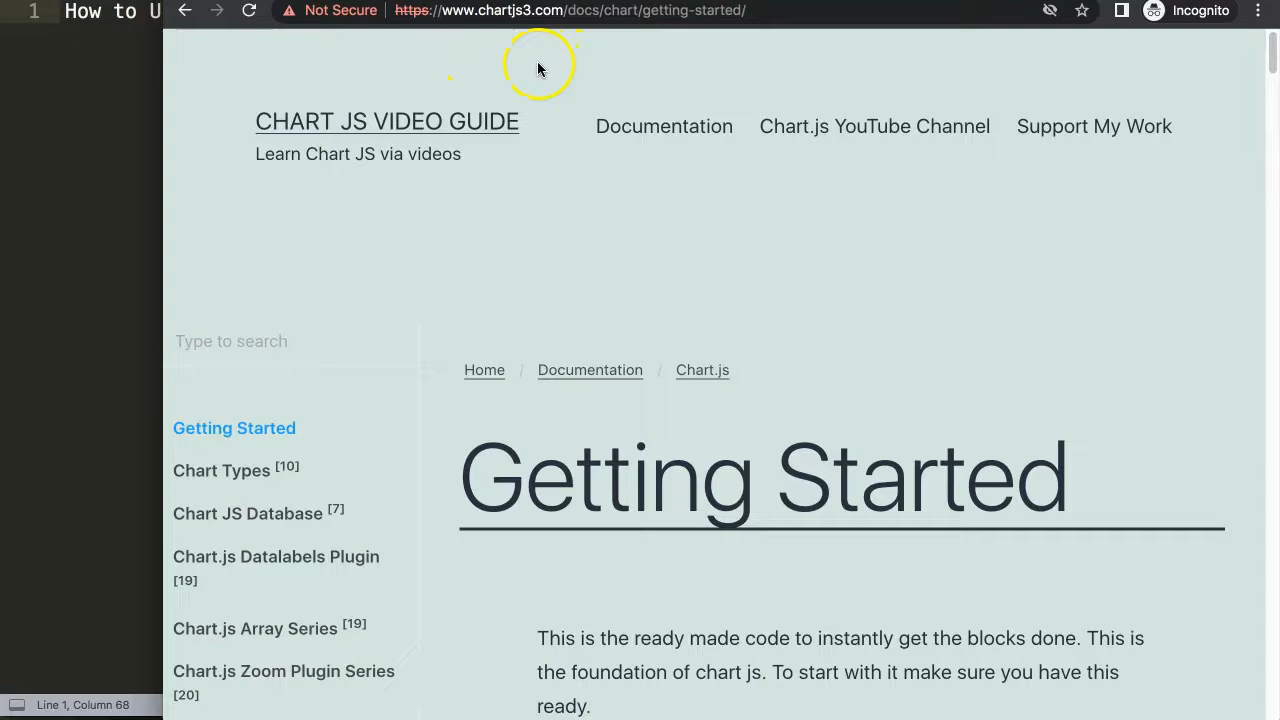 1 How to U
Not Secure https://www.chartjs3.com/docs/chart/getting-started/ Incognito
CHART JS VIDEO GUIDE
Learn Chart JS via videos
Documentation Chart.js YouTube Channel Support My Work
Type to search
Home / Documentation / Chart.js
Getting Started
Chart Types [10]
Chart JS Database [7]
Chart.js Datalabels Plugin
[19]
Chart.js Array Series [19]
Chart.js Zoom Plugin Series
[20]
Getting Started
This is the ready made code to instantly get the blocks done. This is
the foundation of chart js. To start with it make sure you have this
ready.
Line 1, Column 68